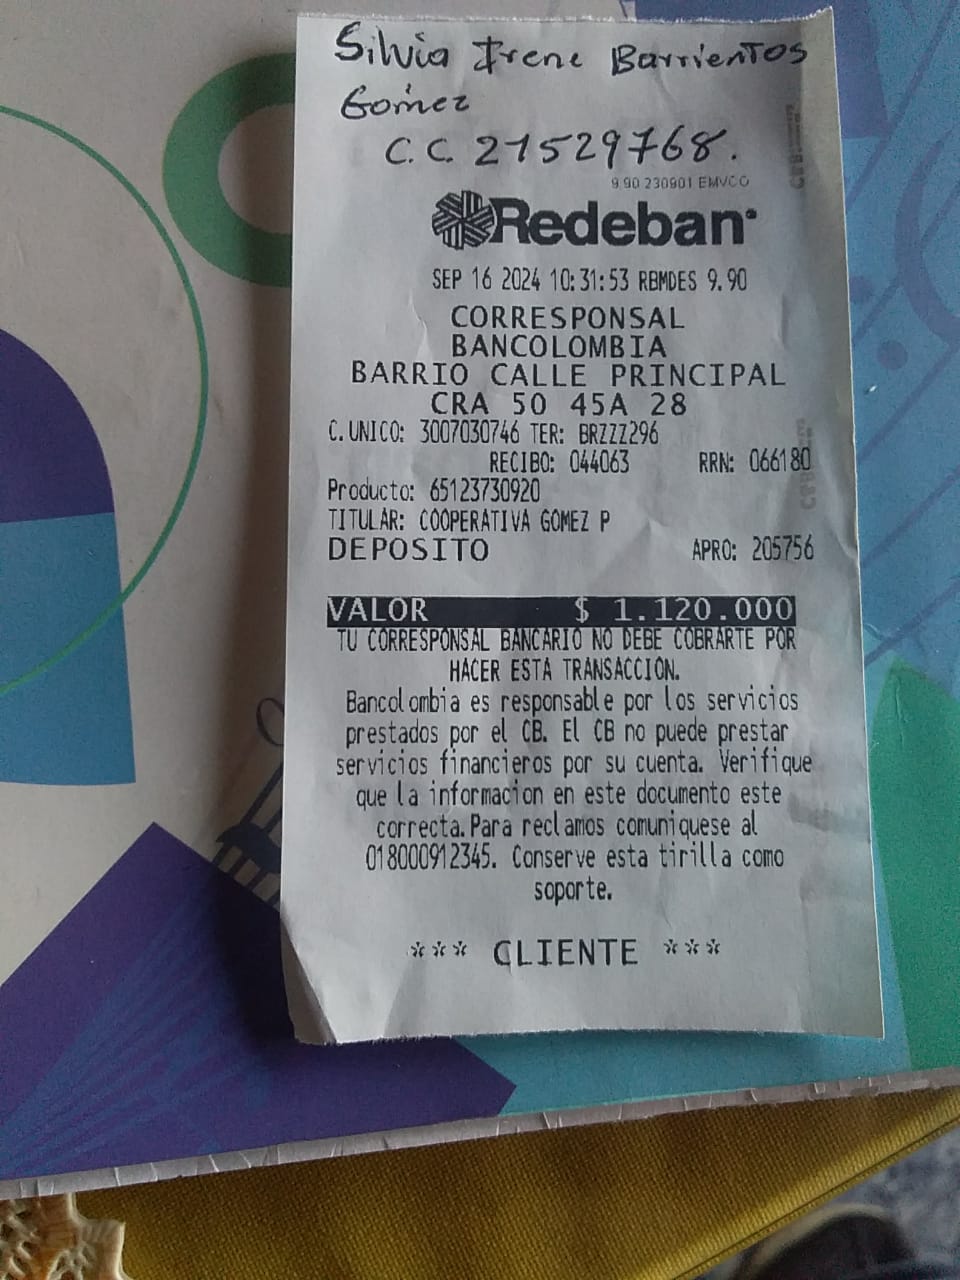 Silvia Irene Barrientos
Gomez
C.C. 21529768.
9.90 230901 EMVCO
Redeban
SEP 16 2024 10:31:53 RBMDES 9.90
CORRESPONSAL
BANCOLOMBIA
BARRIO CALLE PRINCIPAL
CRA 50 45A 28
C.UNICO: 3007030746 TER: BRZZZ296
RECIBO: 044063 RRN: 066180
Producto: 65123730920
TITULAR: COOPERATIVA GOMEZ P
DEPOSITO APRO: 205756
VALOR $ 1.120.000
TU CORRESPONSAL BANCARIO NO DEBE COBRARTE POR
HACER ESTA TRANSACCION.
Bancolombia es responsable por los servicios
prestados por el CB. El CB no puede prestar
servicios financieros por su cuenta. Verifique
que la informacion en este documento este
correcta.Para reclamos comuniquese al
018000912345. Conserve esta tirilla como
soporte.
*** CLIENTE ***